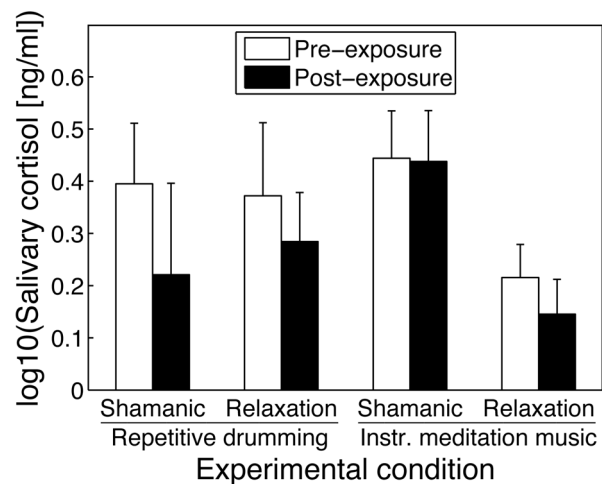 log10(Salivary cortisol [ng/ml])
Pre−exposure
Post−exposure
0.6
0.5
0.4
0.3
0.2
0.1
0
Shamanic Relaxation Shamanic Relaxation
Repetitive drumming Instr. meditation music
Experimental condition